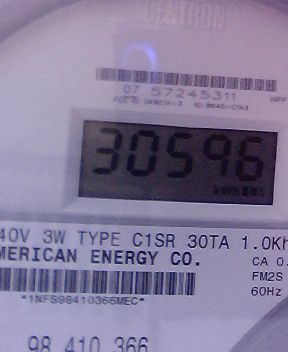 CENTRON
07 57245311
30596
kWh
40V 3W TYPE C1SR 30TA 1.0Kh
MERICAN ENERGY CO.
CA 0.
FM2S
60Hz
*1NFS98410366MEC*
98 410 366